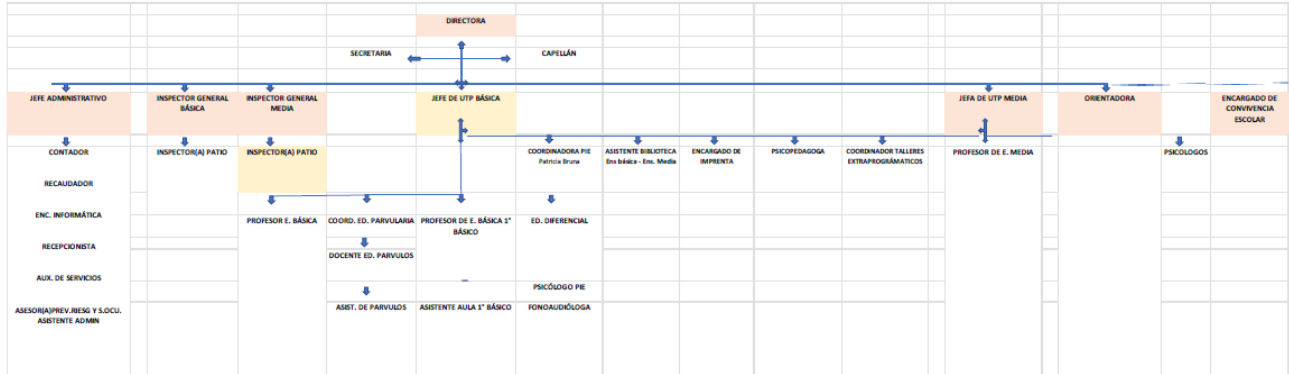 DIRECTORA
SECRETARIA
CAPELLÁN
JEFE ADMINISTRATIVO
INSPECTOR GENERAL
BÁSICA
INSPECTOR GENERAL
MEDIA
JEFE DE UTP BÁSICA
JEFA DE UTP MEDIA
ORIENTADORA
ENCARGADO DE
CONVIVENCIA
ESCOLAR
CONTADOR
INSPECTOR(A) PATIO
INSPECTOR(A) PATIO
COORDINADORA PIE
Patricia Bruna
ASISTENTE BIBLIOTECA
Ens básica - Ens. Media
ENCARGADO DE
IMPRENTA
PSICOPEDAGOGA
COORDINADOR TALLERES
EXTRAPROGRÁMATICOS
PROFESOR DE E. MEDIA
PSICOLOGOS
RECAUDADOR
ENC. INFORMÁTICA
PROFESOR E. BÁSICA
COORD. ED. PARVULARIA
PROFESOR DE E. BÁSICA 1°
BÁSICO
ED. DIFERENCIAL
RECEPCIONISTA
DOCENTE ED. PARVULOS
AUX. DE SERVICIOS
PSICÓLOGO PIE
ASESOR(A)PREV.RIESG Y S.OCU.
ASISTENTE ADMIN
ASIST. DE PARVULOS
ASISTENTE AULA 1° BÁSICO
FONOAUDIÓLOGA